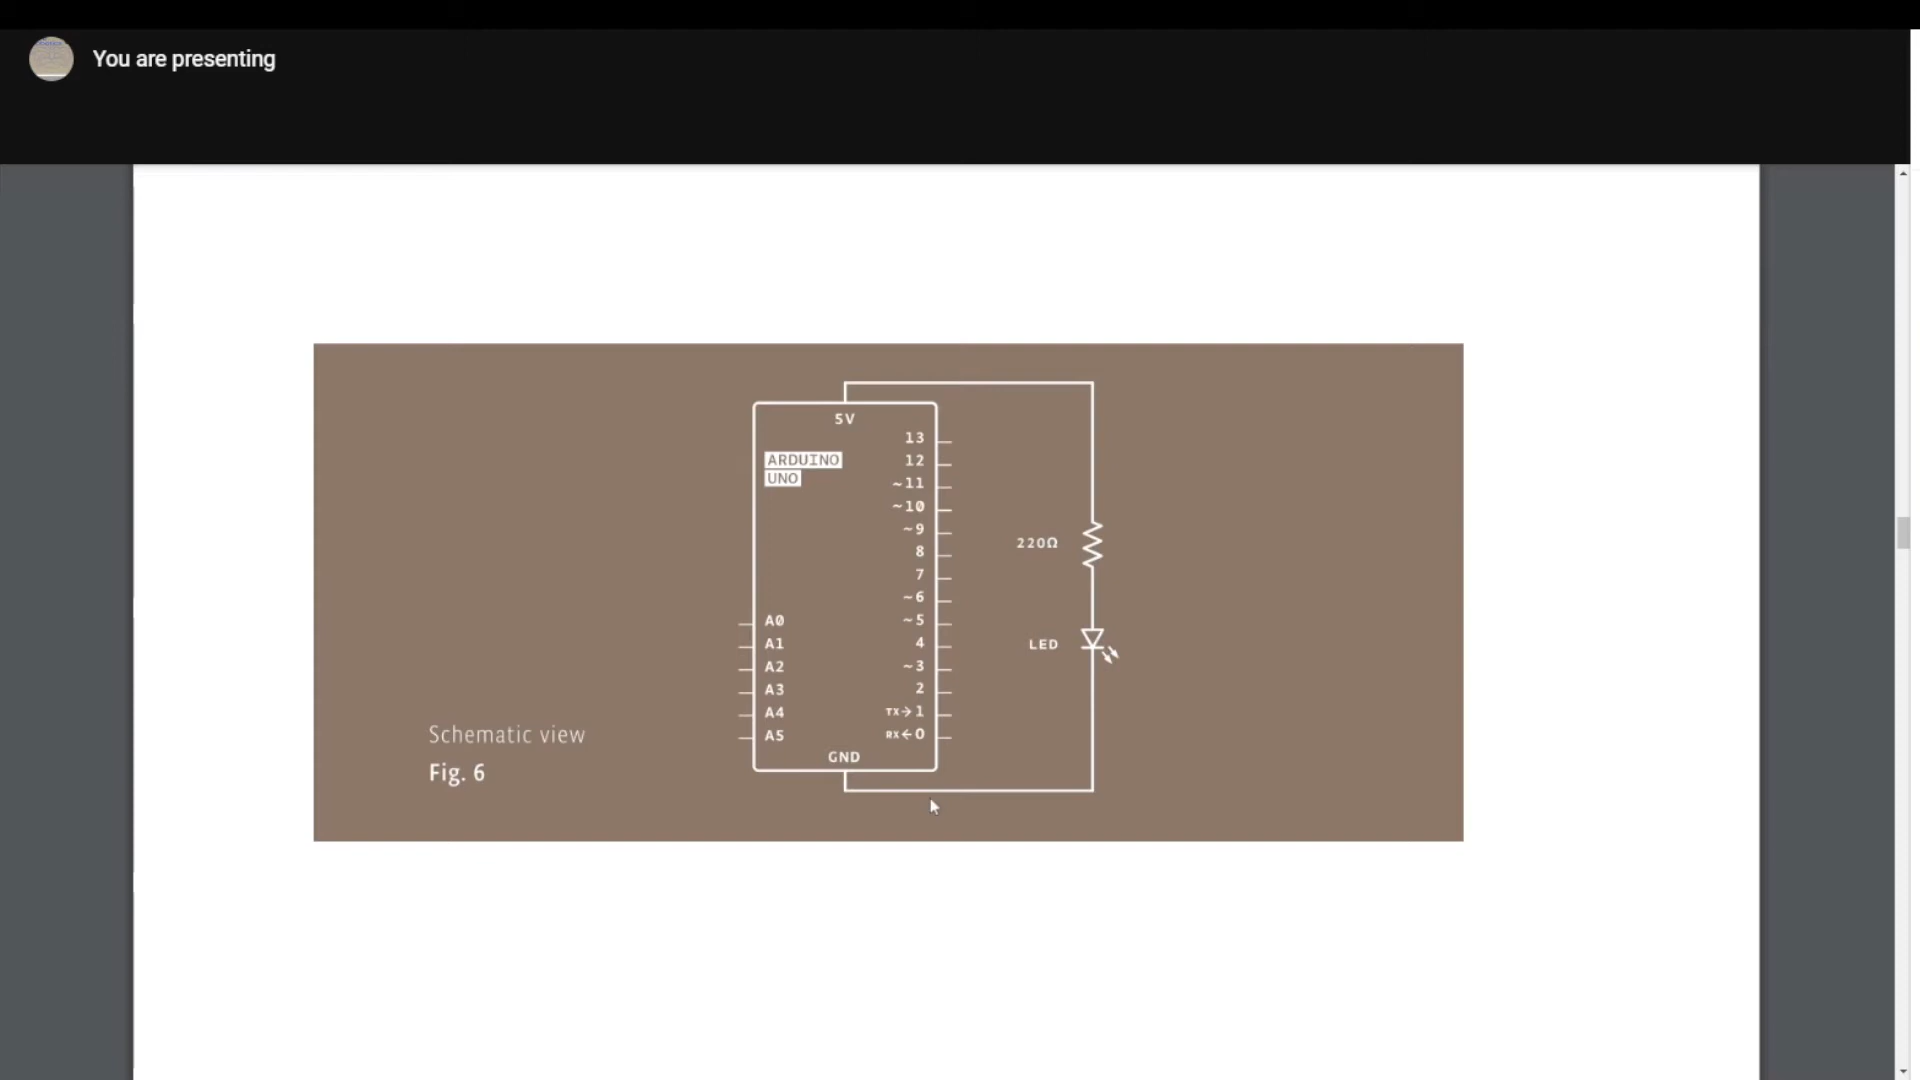 You are presenting
5V
ARDUINO
UNO
13
12
~11
~10
~9
8
7
~6
~5
4
~3
2
TX→1
RX←0
A0
A1
A2
A3
A4
A5
GND
220Ω
LED
Schematic view
Fig. 6